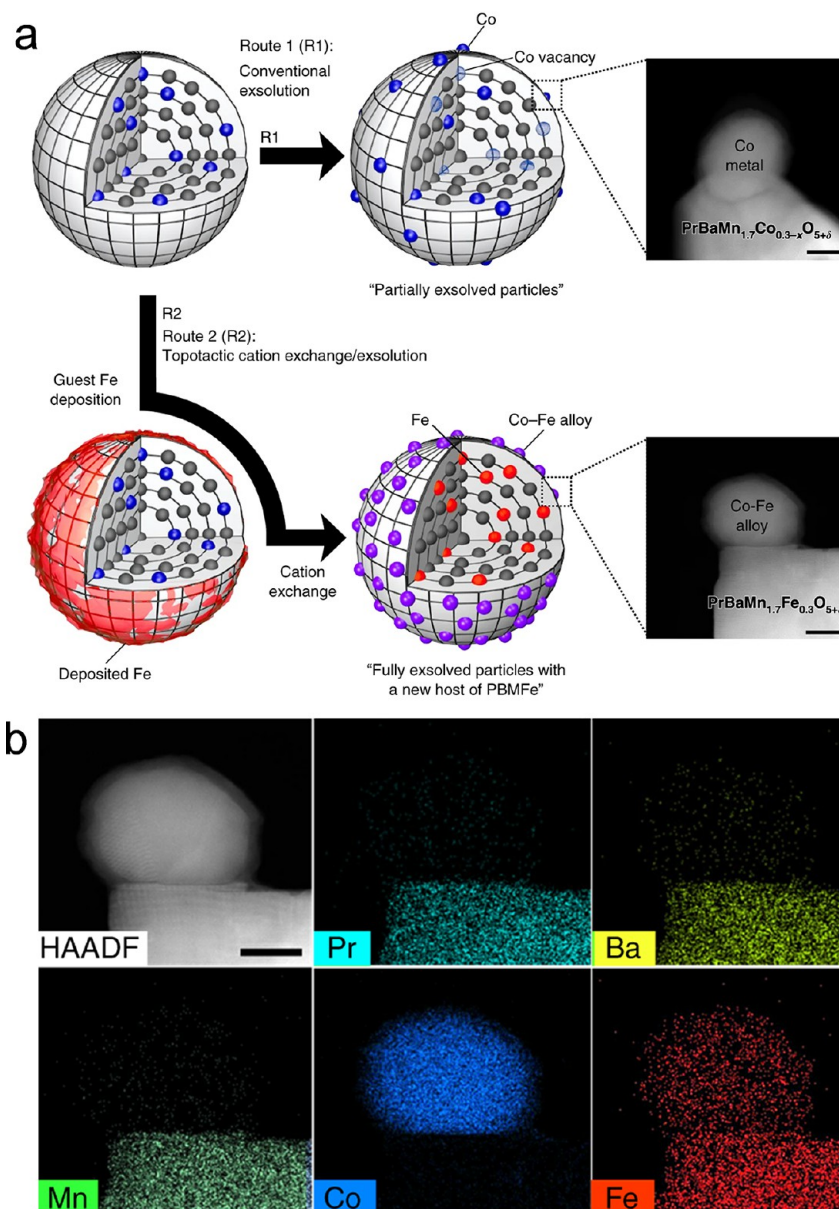 a
Route 1 (R1):
Conventional
exsolution
R1
Co
Co vacancy
Co
metal
PrBaMn1.7Co0.3–xO5+δ
"Partially exsolved particles"
R2
Route 2 (R2):
Topotactic cation exchange/exsolution
Guest Fe
deposition
Deposited Fe
Cation
exchange
Fe
Co–Fe alloy
"Fully exsolved particles with
a new host of PBMFe"
Co-Fe
alloy
PrBaMn1.7Fe0.3O5+
b
HAADF
Pr
Ba
Mn
Co
Fe